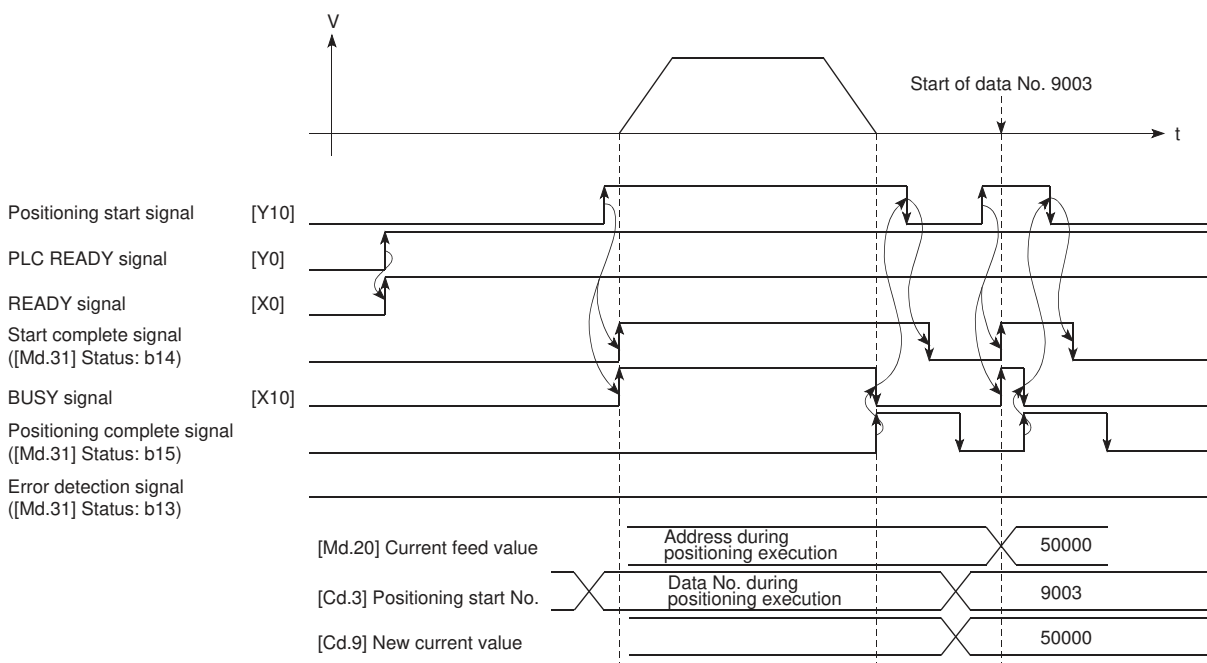 V
Start of data No. 9003
t
Positioning start signal [Y10]
PLC READY signal [Y0]
READY signal [X0]
Start complete signal
([Md.31] Status: b14)
BUSY signal [X10]
Positioning complete signal
([Md.31] Status: b15)
Error detection signal
([Md.31] Status: b13)
[Md.20] Current feed value
Address during
positioning execution
50000
[Cd.3] Positioning start No.
Data No. during
positioning execution
9003
[Cd.9] New current value
50000